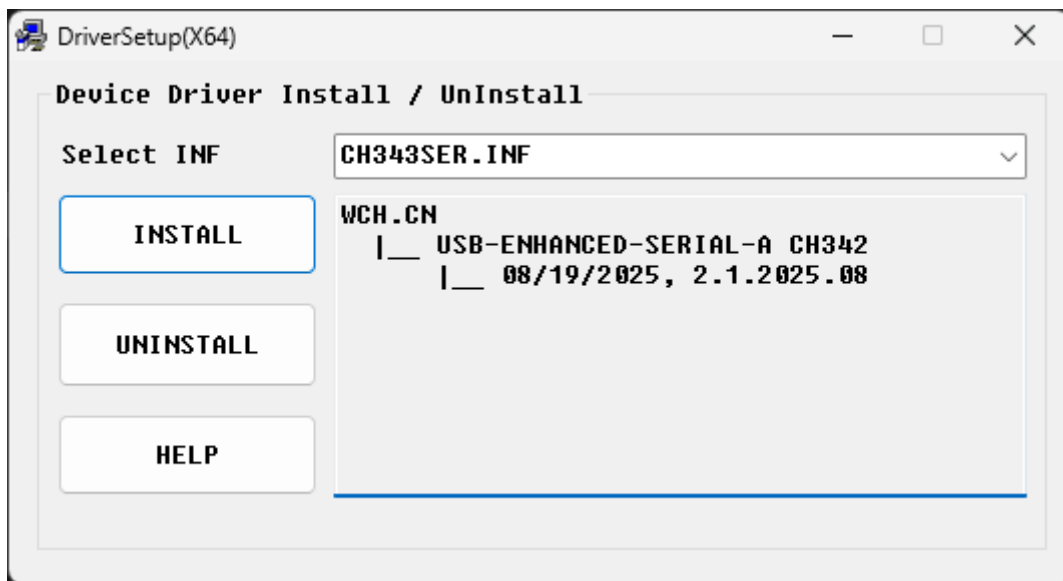 DriverSetup(X64)
Device Driver Install / UnInstall
Select INF
CH343SER.INF
INSTALL
UNINSTALL
HELP
WCH.CN
|__ USB-ENHANCED-SERIAL-A CH342
|__ 08/19/2025, 2.1.2025.08